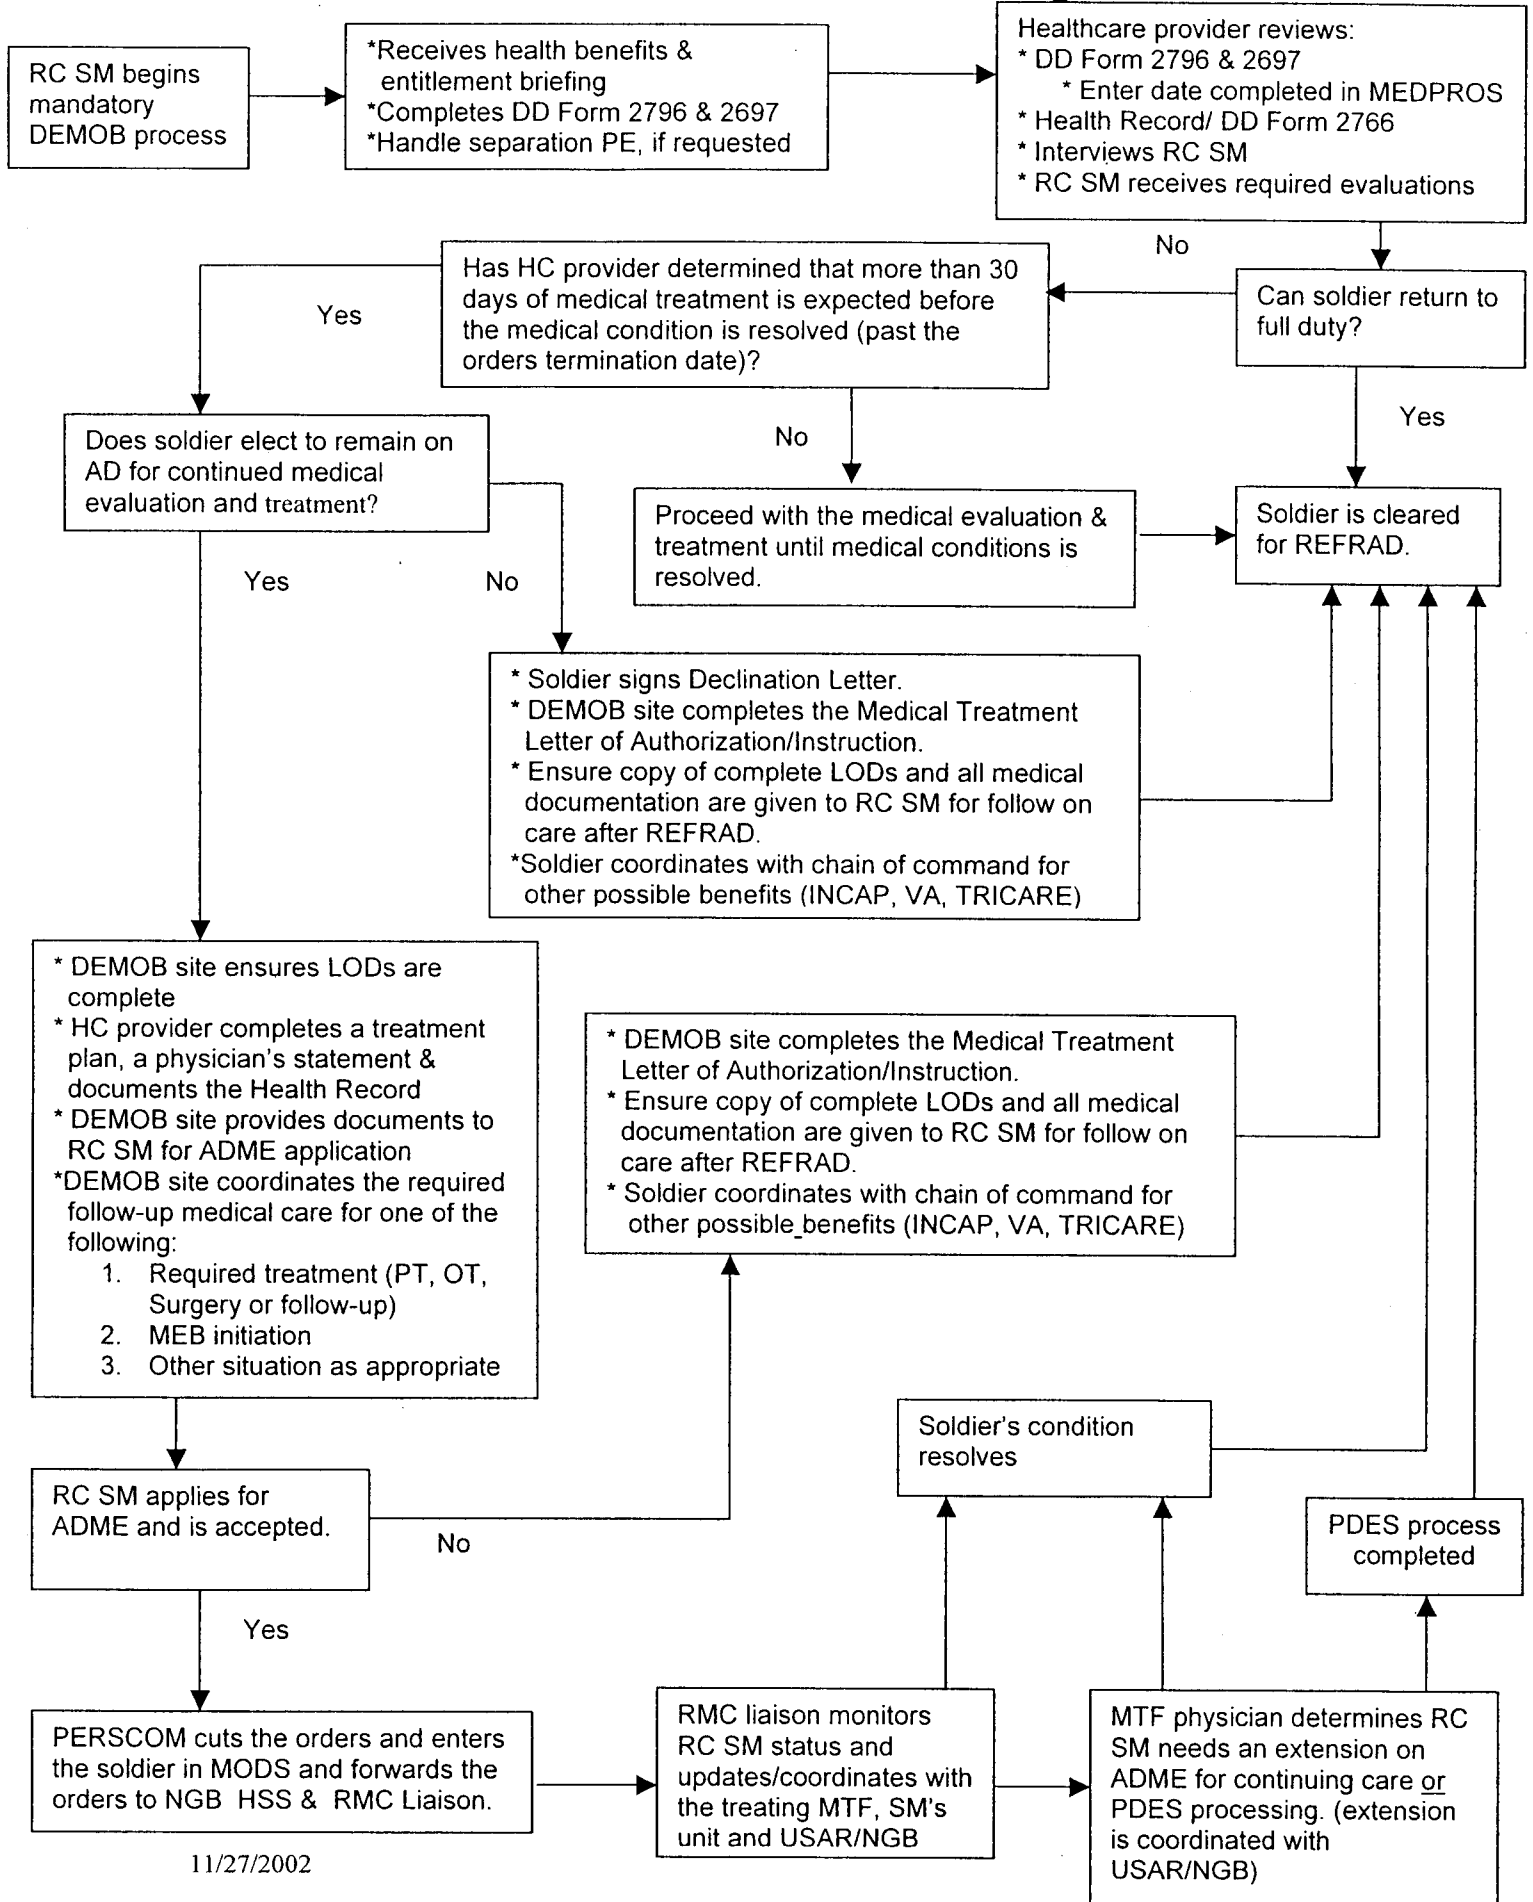 RC SM begins
mandatory
DEMOB process
*Receives health benefits &
entitlement briefing
*Completes DD Form 2796 & 2697
*Handle separation PE, if requested
Healthcare provider reviews:
* DD Form 2796 & 2697
* Enter date completed in MEDPROS
* Health Record/ DD Form 2766
* Interviews RC SM
* RC SM receives required evaluations
No
Can soldier return to
full duty?
Has HC provider determined that more than 30
days of medical treatment is expected before
the medical condition is resolved (past the
orders termination date)?
Yes
Yes
No
Does soldier elect to remain on
AD for continued medical
evaluation and treatment?
Proceed with the medical evaluation &
treatment until medical conditions is
resolved.
Soldier is cleared
for REFRAD.
Yes
No
* Soldier signs Declination Letter.
* DEMOB site completes the Medical Treatment
Letter of Authorization/Instruction.
* Ensure copy of complete LODs and all medical
documentation are given to RC SM for follow on
care after REFRAD.
*Soldier coordinates with chain of command for
other possible benefits (INCAP, VA, TRICARE)
* DEMOB site ensures LODs are
complete
* HC provider completes a treatment
plan, a physician's statement &
documents the Health Record
* DEMOB site provides documents to
RC SM for ADME application
*DEMOB site coordinates the required
follow-up medical care for one of the
following:
1. Required treatment (PT, OT,
Surgery or follow-up)
2. MEB initiation
3. Other situation as appropriate
* DEMOB site completes the Medical Treatment
Letter of Authorization/Instruction.
* Ensure copy of complete LODs and all medical
documentation are given to RC SM for follow on
care after REFRAD.
* Soldier coordinates with chain of command for
other possible_benefits (INCAP, VA, TRICARE)
Soldier's condition
resolves
RC SM applies for
ADME and is accepted.
No
PDES process
completed
Yes
PERSCOM cuts the orders and enters
the soldier in MODS and forwards the
orders to NGB HSS & RMC Liaison.
RMC liaison monitors
RC SM status and
updates/coordinates with
the treating MTF, SM's
unit and USAR/NGB
MTF physician determines RC
SM needs an extension on
ADME for continuing care or
PDES processing. (extension
is coordinated with
USAR/NGB)
11/27/2002